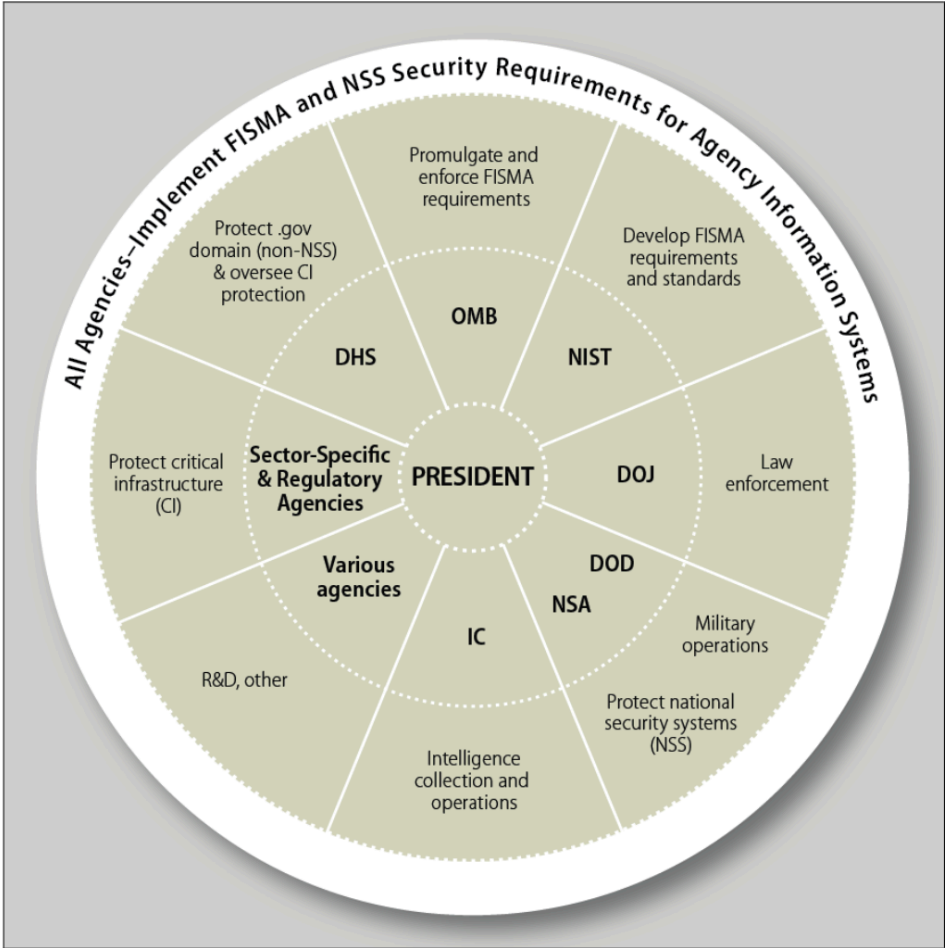 All Agencies–Implement FISMA and NSS Security Requirements for Agency Information Systems
Promulgate and
enforce FISMA
requirements
OMB
Develop FISMA
requirements
and standards
NIST
Law
enforcement
DOJ
Military
operations
DOD
Protect national
security systems
(NSS)
NSA
Intelligence
collection and
operations
IC
R&D, other
Various
agencies
Protect critical
infrastructure
(CI)
Sector-Specific
& Regulatory
Agencies
Protect .gov
domain (non-NSS)
& oversee CI
protection
DHS
PRESIDENT